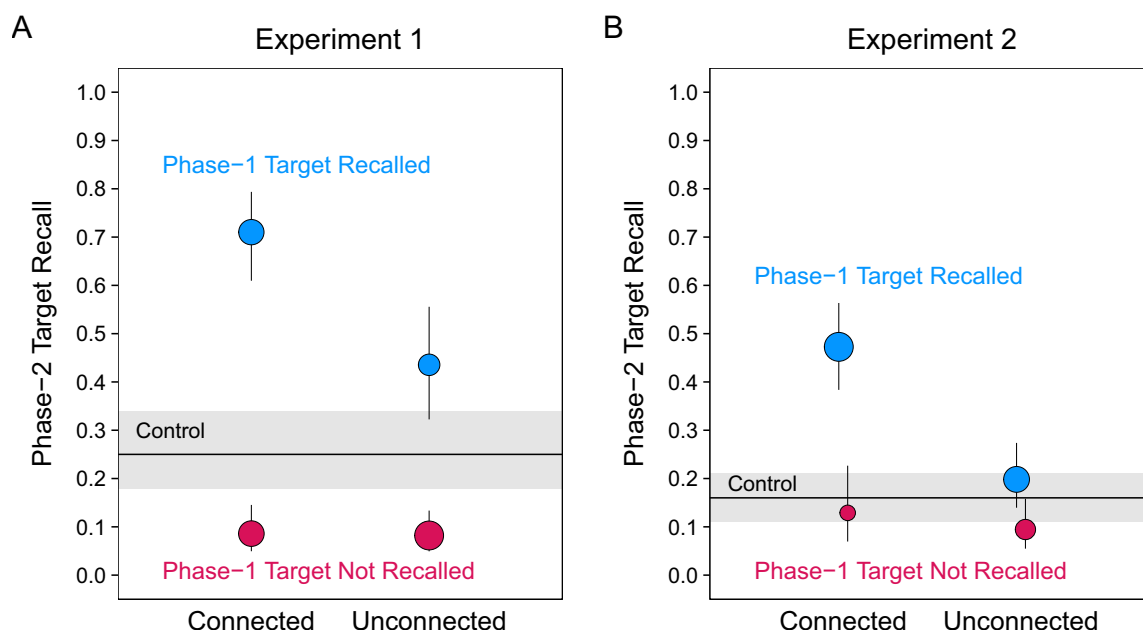 A
Experiment 1
Phase-2 Target Recall
1.0
0.9
0.8
0.7
0.6
0.5
0.4
0.3
0.2
0.1
0.0
Phase−1 Target Recalled
Control
Phase−1 Target Not Recalled
Connected
Unconnected
B
Experiment 2
Phase−2 Target Recall
1.0
0.9
0.8
0.7
0.6
0.5
0.4
0.3
0.2
0.1
0.0
Phase−1 Target Recalled
Control
Phase−1 Target Not Recalled
Connected
Unconnected